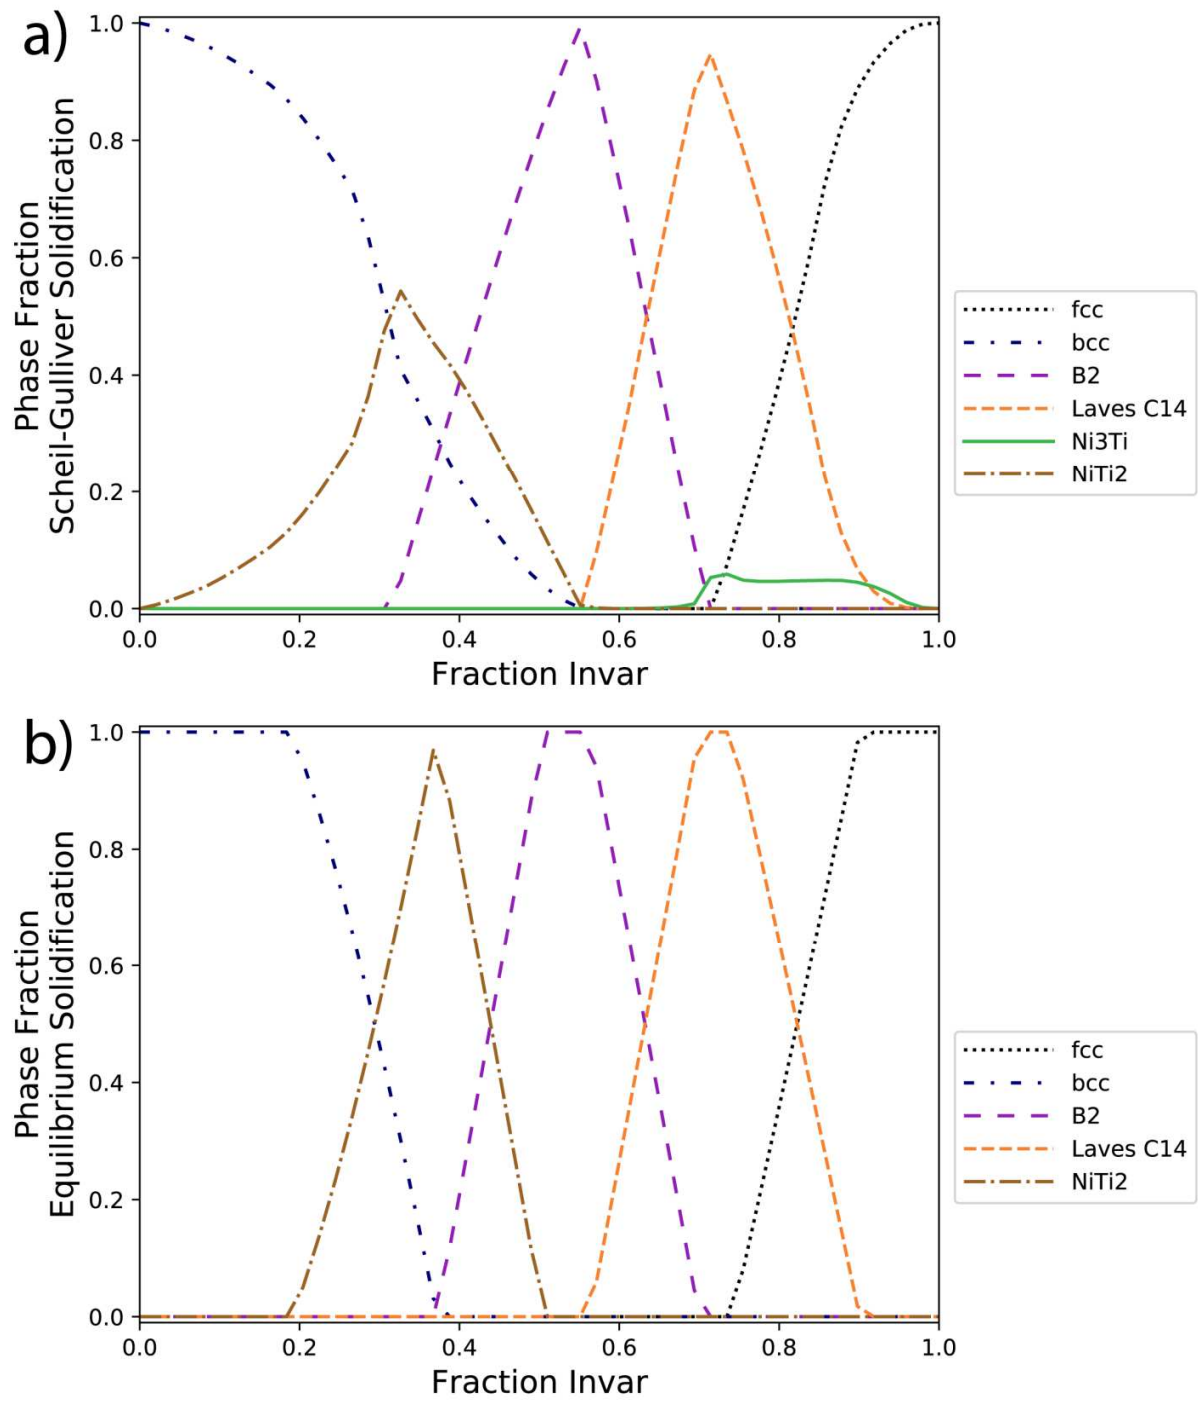 a)
Phase Fraction
Scheil-Gulliver Solidification
1.0
0.8
0.6
0.4
0.2
0.0
0.0 0.2 0.4 0.6 0.8 1.0
Fraction Invar
fcc
bcc
B2
Laves C14
Ni3Ti
NiTi2
b)
Phase Fraction
Equilibrium Solidification
1.0
0.8
0.6
0.4
0.2
0.0
0.0 0.2 0.4 0.6 0.8 1.0
Fraction Invar
fcc
bcc
B2
Laves C14
NiTi2